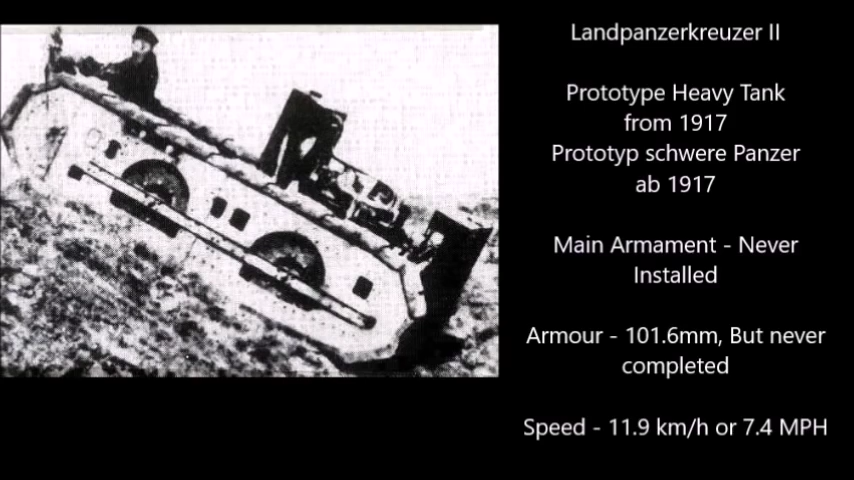 Landpanzerkreuzer II
Prototype Heavy Tank
from 1917
Prototyp schwere Panzer
ab 1917
Main Armament - Never
Installed
Armour - 101.6mm, But never
completed
Speed - 11.9 km/h or 7.4 MPH